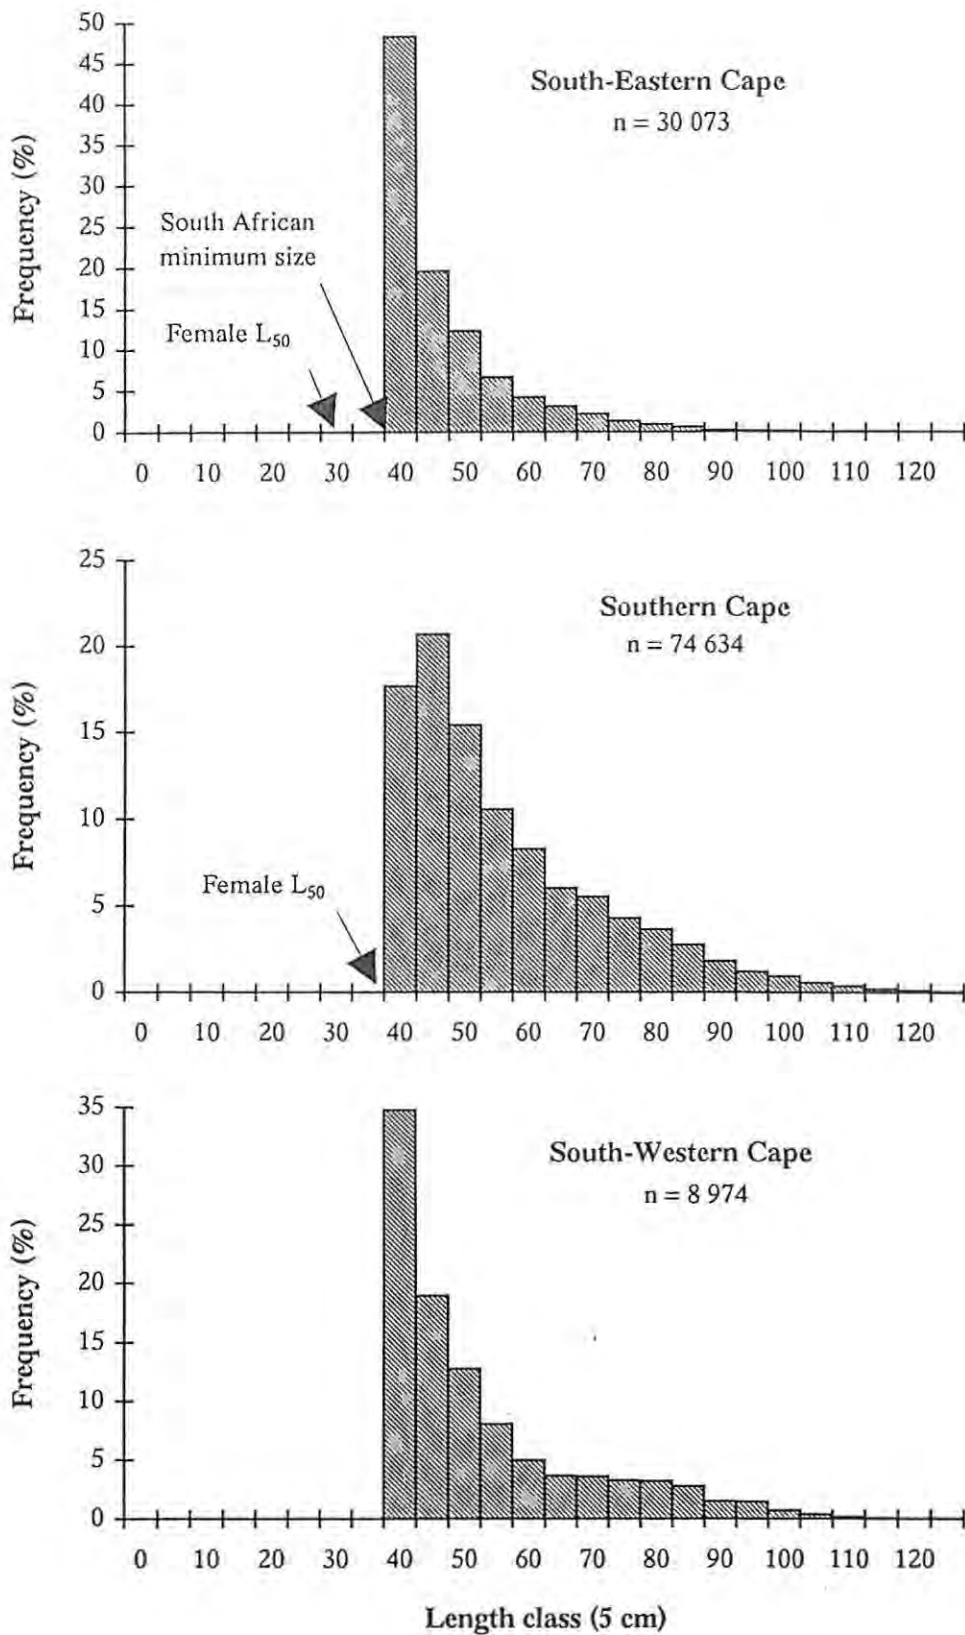 50
45
40
35
30
25
20
15
10
5
0
Frequency (%)
South-Eastern Cape
n = 30 073
South African
minimum size
Female L50
0 10 20 30 40 50 60 70 80 90 100 110 120
25
20
15
10
5
0
Frequency (%)
Southern Cape
n = 74 634
Female L50
0 10 20 30 40 50 60 70 80 90 100 110 120
35
30
25
20
15
10
5
0
Frequency (%)
South-Western Cape
n = 8 974
0 10 20 30 40 50 60 70 80 90 100 110 120
Length class (5 cm)